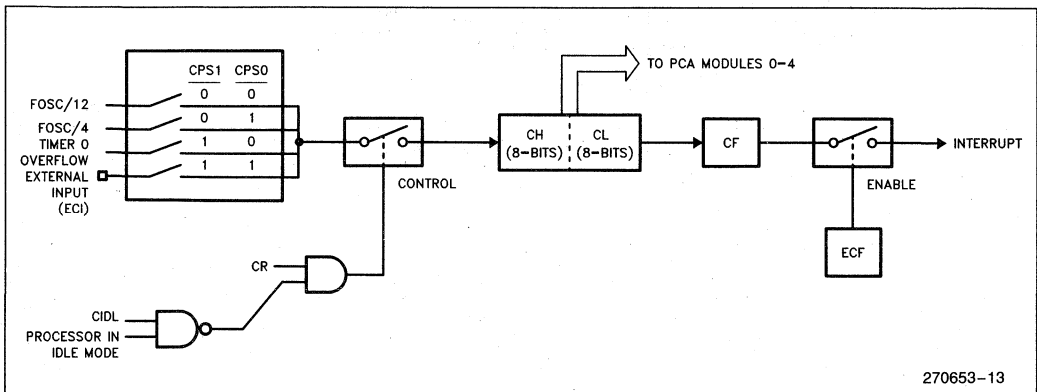 CPS1 CPS0
FOSC/12 0 0
FOSC/4 0 1
TIMER 0
OVERFLOW 1 0
EXTERNAL
INPUT
(ECI) 1 1
CONTROL
TO PCA MODULES 0-4
CH
(8-BITS)
CL
(8-BITS)
CF
ENABLE
INTERRUPT
ECF
CR
CIDL
PROCESSOR IN
IDLE MODE
270653-13